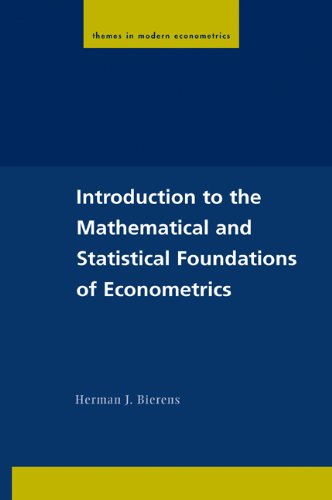 themes in modern econometrics
Introduction to the
Mathematical and
Statistical Foundations
of Econometrics
Herman J. Bierens